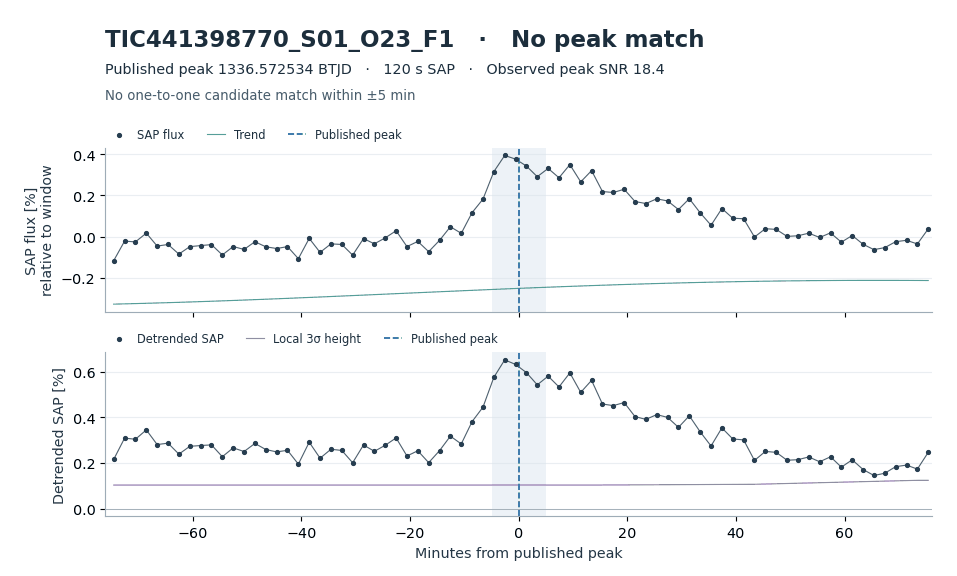 TIC441398770_S01_O23_F1 · No peak match
Published peak 1336.572534 BTJD · 120 s SAP · Observed peak SNR 18.4
No one-to-one candidate match within ±5 min
SAP flux Trend Published peak
SAP flux [%]
relative to window
0.4
0.2
0.0
−0.2
Detrended SAP Local 3σ height Published peak
Detrended SAP [%]
0.6
0.4
0.2
0.0
−60 −40 −20 0 20 40 60
Minutes from published peak